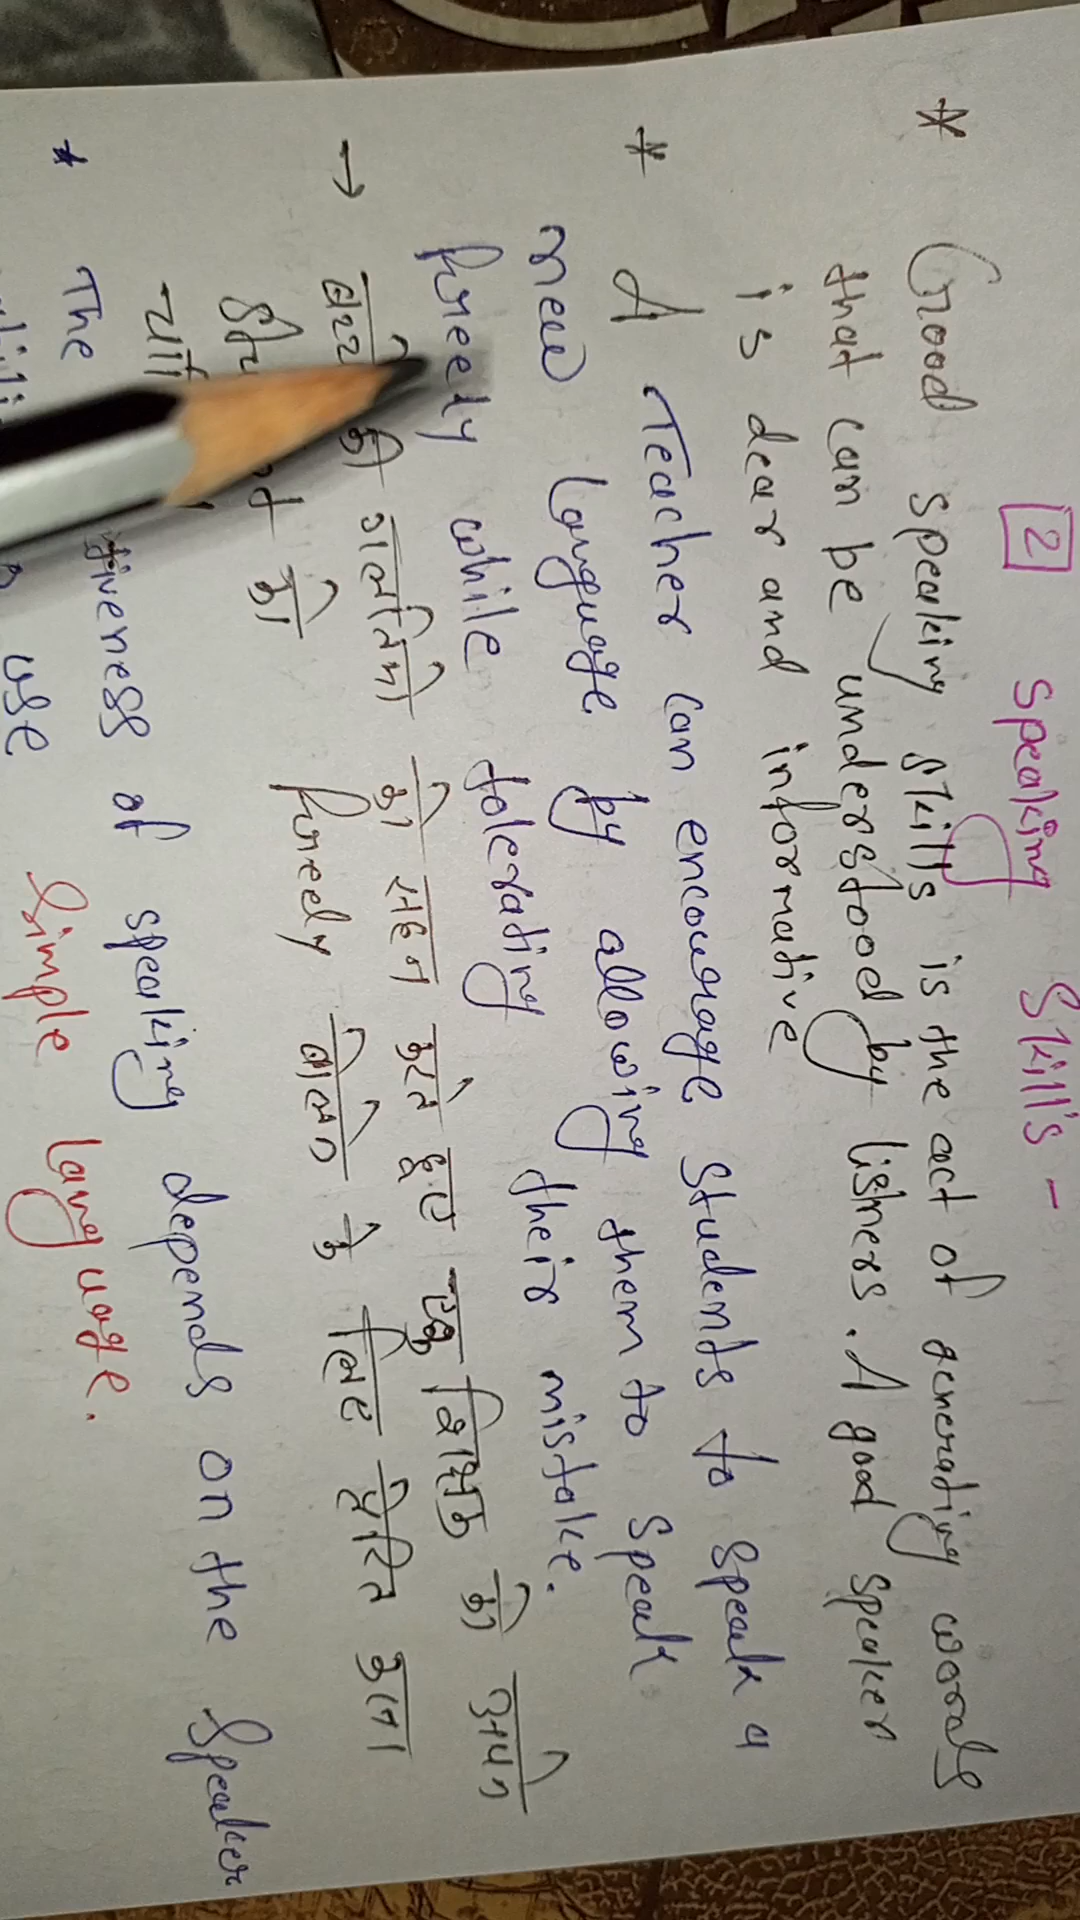 2 Speaking Skill's -
* Good speaking skills is the act of generating words
that can be understood by listners. A good speaker
is clear and informative
* A Teacher can encourage students to speak a
new language by allowing them to speak
freely while tolerating their mistake.
→ की गलतियों को सहन करते हुए एक शिक्षक को अपने
को freely बोलने के लिए प्रेरित करना
* The tiveness of speaking depends on the speaker
use simple language.